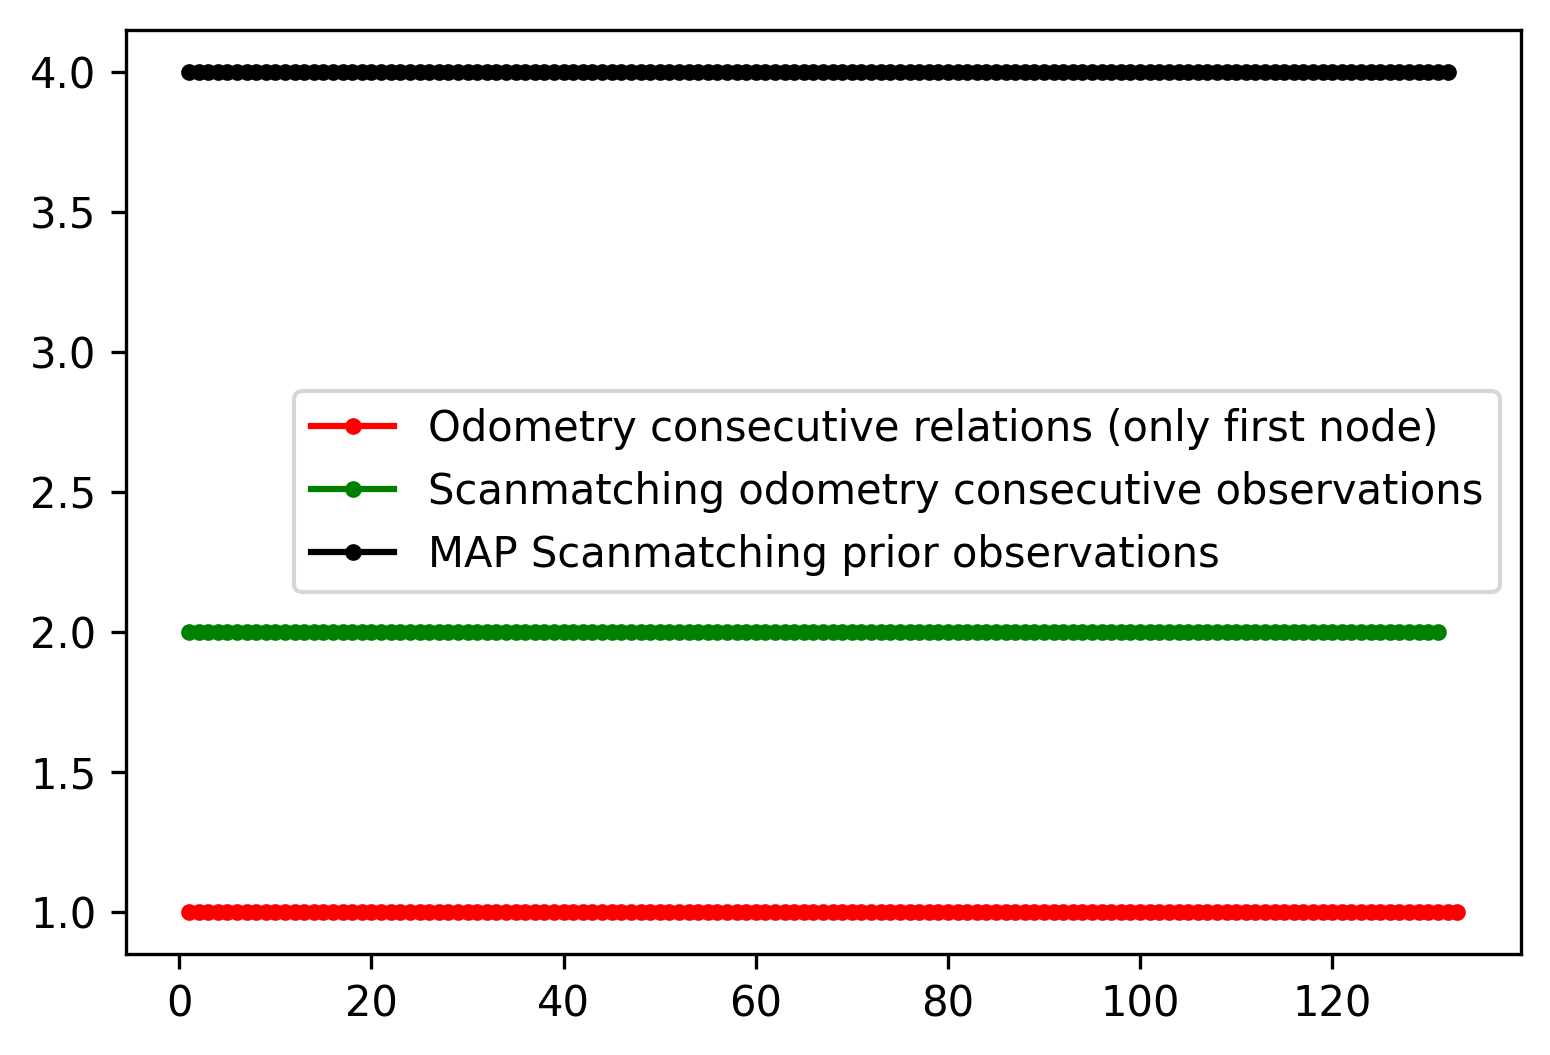 4.0
3.5
3.0
Odometry consecutive relations (only first node)
2.5
Scanmatching odometry consecutive observations
MAP Scanmatching prior observations
2.0
1.5
1.0
0 20 40 60 80 100 120